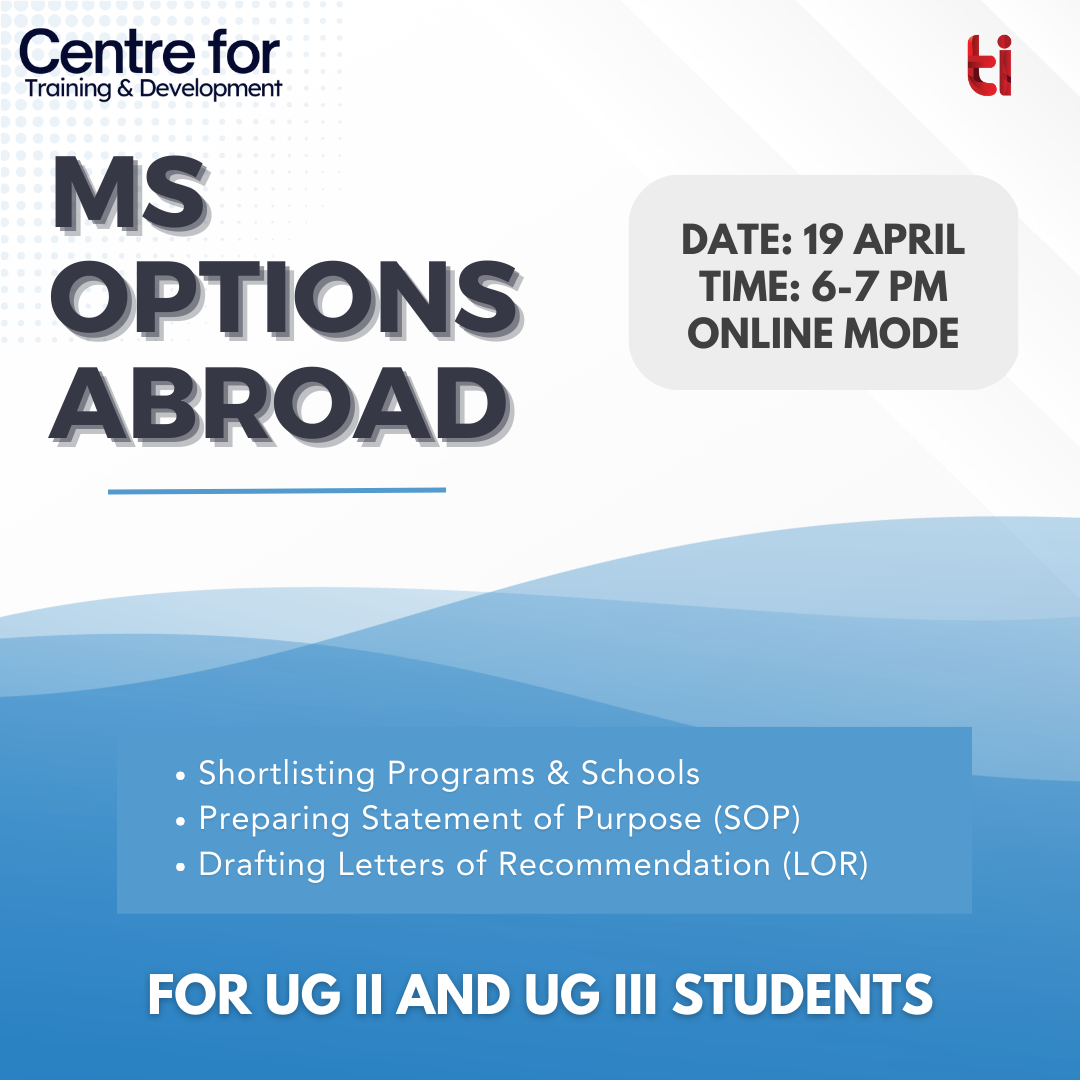 Centre for
Training & Development
ti
MS
OPTIONS
ABROAD
DATE: 19 APRIL
TIME: 6-7 PM
ONLINE MODE
• Shortlisting Programs & Schools
• Preparing Statement of Purpose (SOP)
• Drafting Letters of Recommendation (LOR)
FOR UG II AND UG III STUDENTS